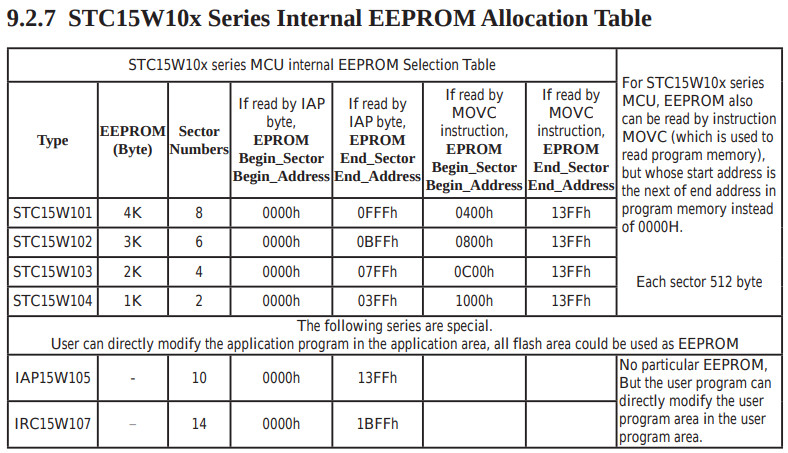 9.2.7 STC15W10x Series Internal EEPROM Allocation Table
STC15W10x series MCU internal EEPROM Selection Table
Type
EEPROM
(Byte)
Sector
Numbers
If read by IAP
byte,
EPROM
Begin_Sector
Begin_Address
If read by
IAP byte,
EPROM
End_Sector
End_Address
If read by
MOVC
instruction,
EPROM
Begin_Sector
Begin_Address
If read by
MOVC
instruction,
EPROM
End_Sector
End_Address
For STC15W10x series
MCU, EEPROM also
can be read by instruction
MOVC (which is used to
read program memory),
but whose start address is
the next of end address in
program memory instead
of 0000H.
Each sector 512 byte
STC15W101 4K 8 0000h 0FFFh 0400h 13FFh
STC15W102 3K 6 0000h 0BFFh 0800h 13FFh
STC15W103 2K 4 0000h 07FFh 0C00h 13FFh
STC15W104 1K 2 0000h 03FFh 1000h 13FFh
The following series are special.
User can directly modify the application program in the application area, all flash area could be used as EEPROM
IAP15W105 - 10 0000h 13FFh
IRC15W107 – 14 0000h 1BFFh
No particular EEPROM,
But the user program can
directly modify the user
program area in the user
program area.